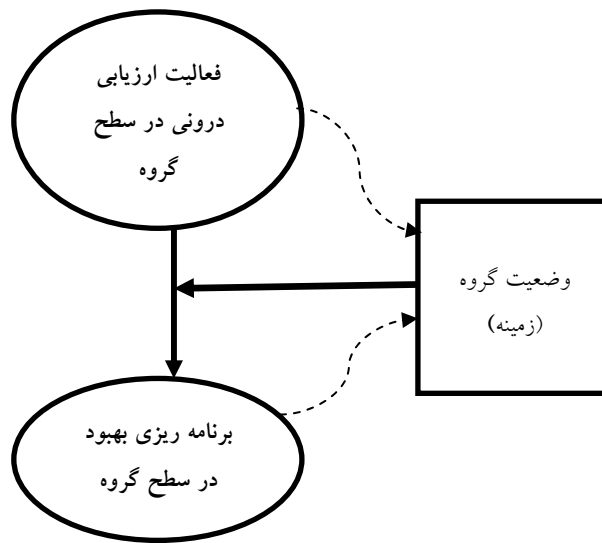 فعالیت ارزیابی
درونی در سطح
گروه
وضعیت گروه
(زمینه)
برنامه ریزی بهبود
در سطح گروه